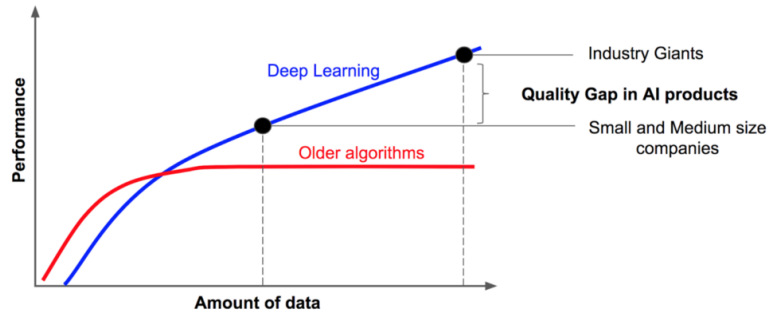 Industry Giants
Deep Learning
Quality Gap in AI products
Small and Medium size
companies
Older algorithms
Performance
Amount of data